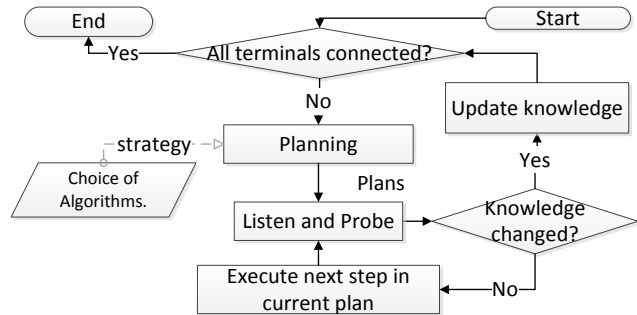 End
Start
Yes
All terminals connected?
No
Update knowledge
strategy
Planning
Yes
Choice of
Algorithms.
Plans
Listen and Probe
Knowledge
changed?
Execute next step in
current plan
No